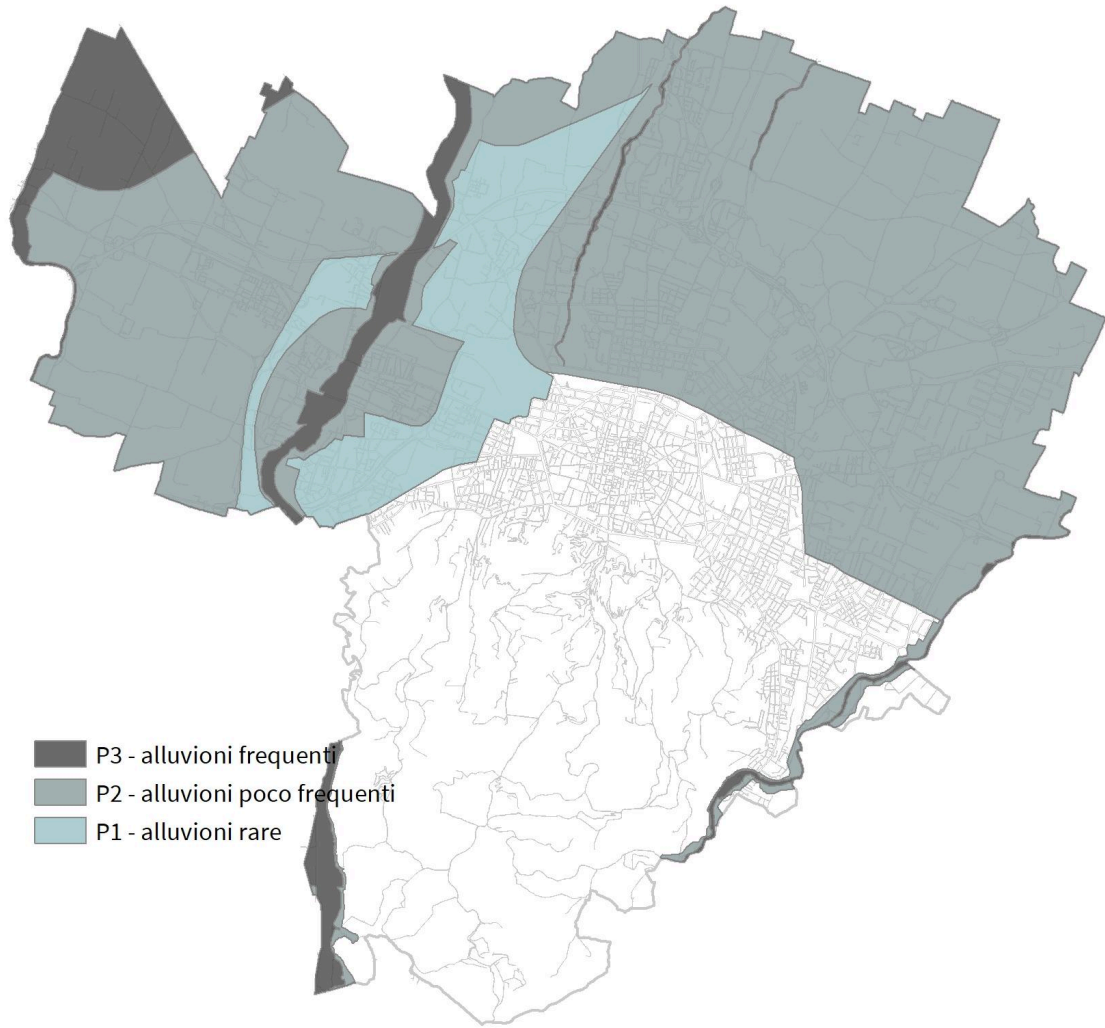 P3 - alluvioni frequenti
P2 - alluvioni poco frequenti
P1 - alluvioni rare